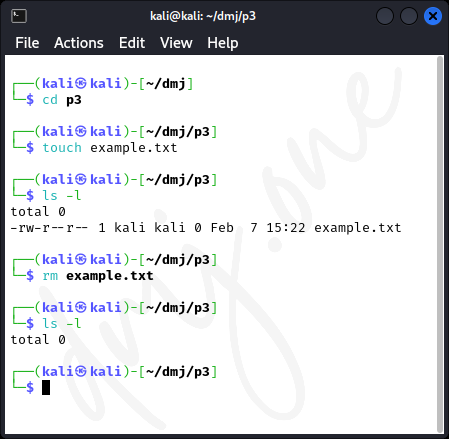 kali@kali: ~/dmj/p3
File Actions Edit View Help
┌──(kali㉿kali)-[~/dmj]
└─$ cd p3
┌──(kali㉿kali)-[~/dmj/p3]
└─$ touch example.txt
┌──(kali㉿kali)-[~/dmj/p3]
└─$ ls -l
total 0
-rw-r--r-- 1 kali kali 0 Feb  7 15:22 example.txt
┌──(kali㉿kali)-[~/dmj/p3]
└─$ rm example.txt
┌──(kali㉿kali)-[~/dmj/p3]
└─$ ls -l
total 0
┌──(kali㉿kali)-[~/dmj/p3]
└─$
dmj.one